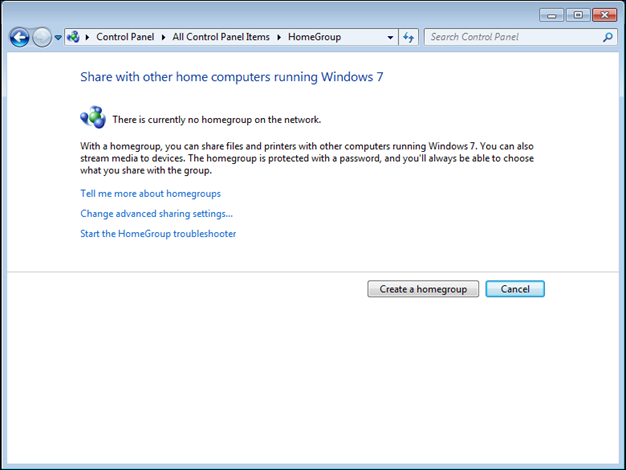 Control Panel All Control Panel Items HomeGroup Search Control Panel
Share with other home computers running Windows 7
There is currently no homegroup on the network.
With a homegroup, you can share files and printers with other computers running Windows 7. You can also
stream media to devices. The homegroup is protected with a password, and you'll always be able to choose
what you share with the group.
Tell me more about homegroups
Change advanced sharing settings...
Start the HomeGroup troubleshooter
Create a homegroup Cancel